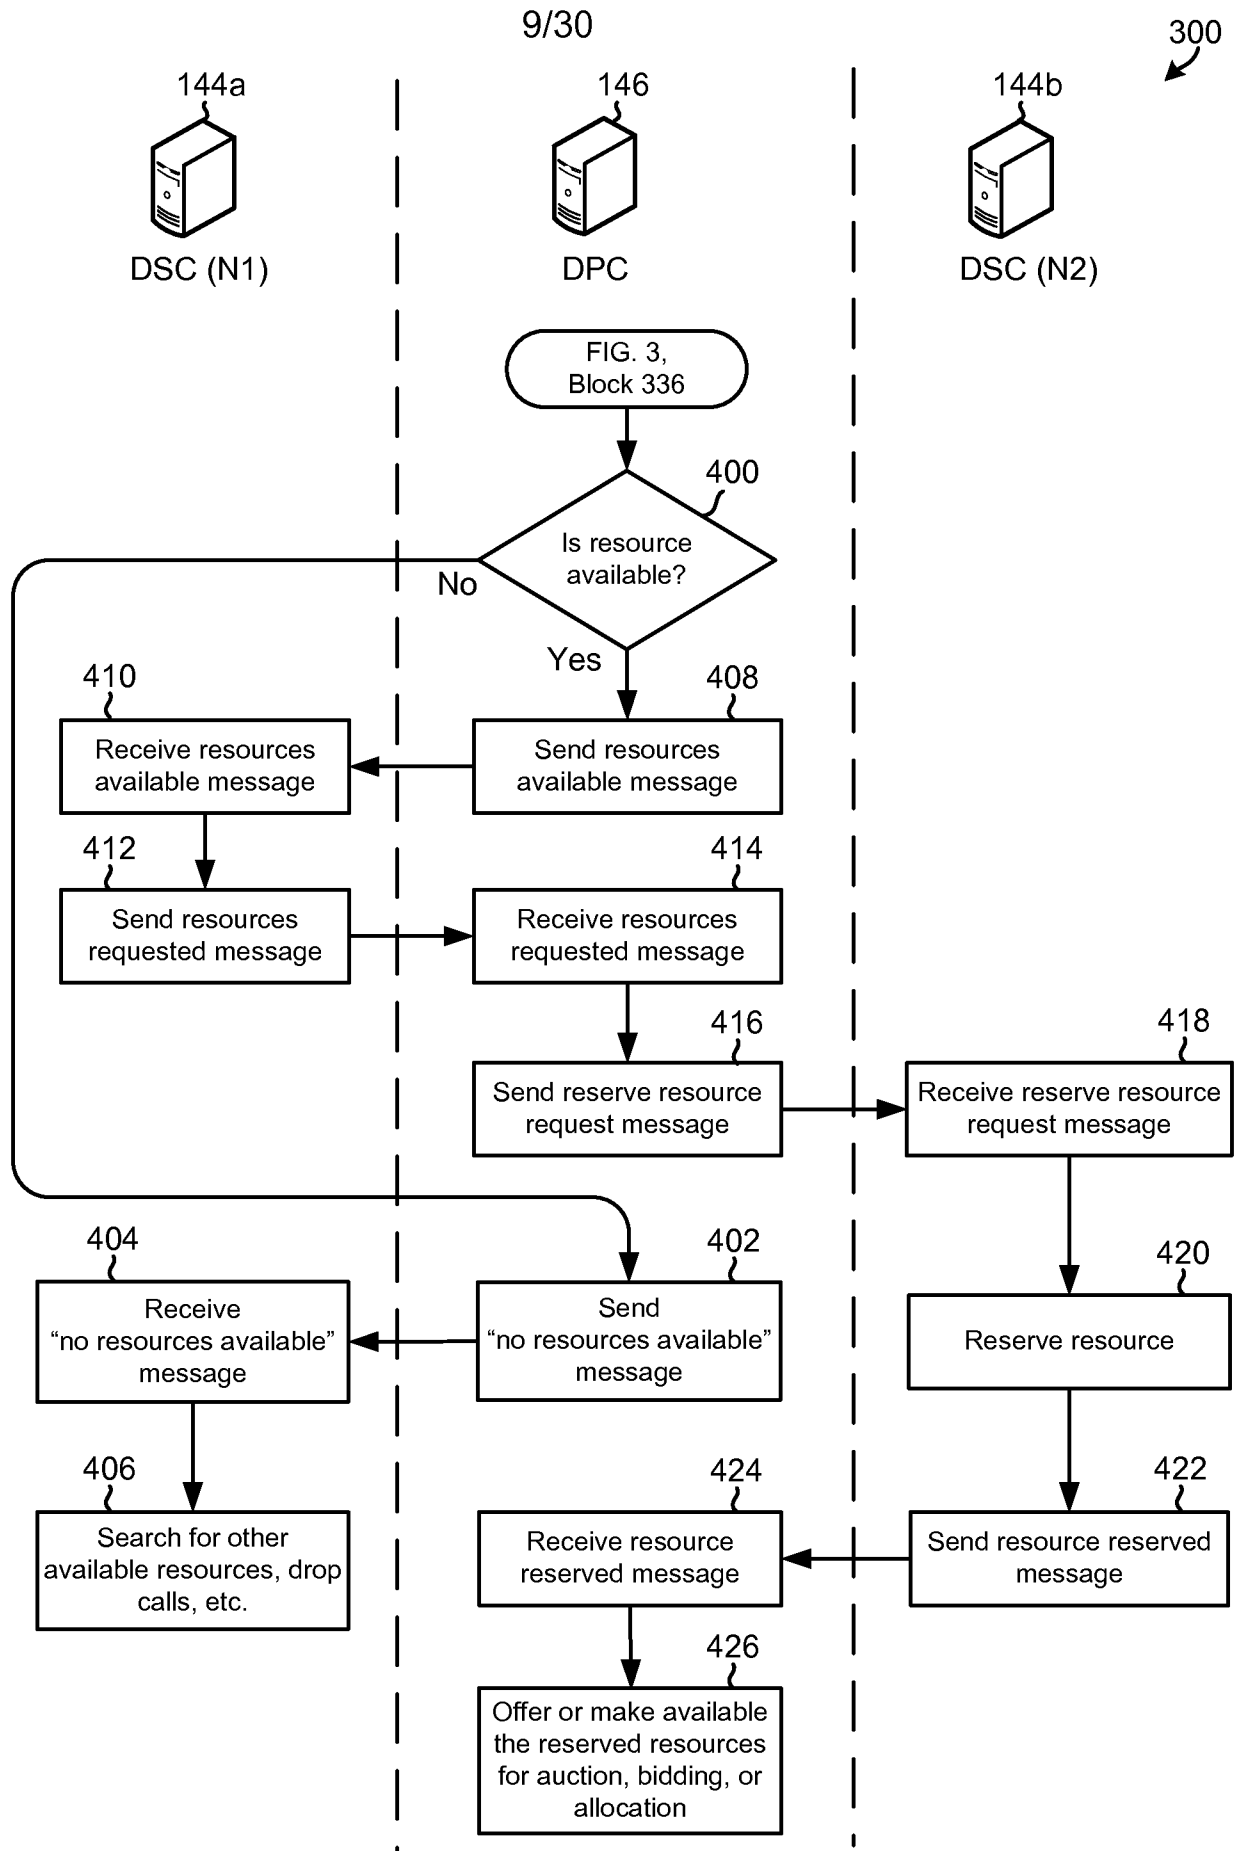 9/30
300
144a
146
144b
DSC (N1)
DPC
DSC (N2)
FIG. 3,
Block 336
400
Is resource
available?
No
Yes
410
408
Receive resources
available message
Send resources
available message
412
414
Send resources
requested message
Receive resources
requested message
416
418
Send reserve resource
request message
Receive reserve resource
request message
404
402
420
Receive
“no resources available”
message
Send
“no resources available”
message
Reserve resource
406
424
422
Search for other
available resources, drop
calls, etc.
Receive resource
reserved message
Send resource reserved
message
426
Offer or make available
the reserved resources
for auction, bidding, or
allocation